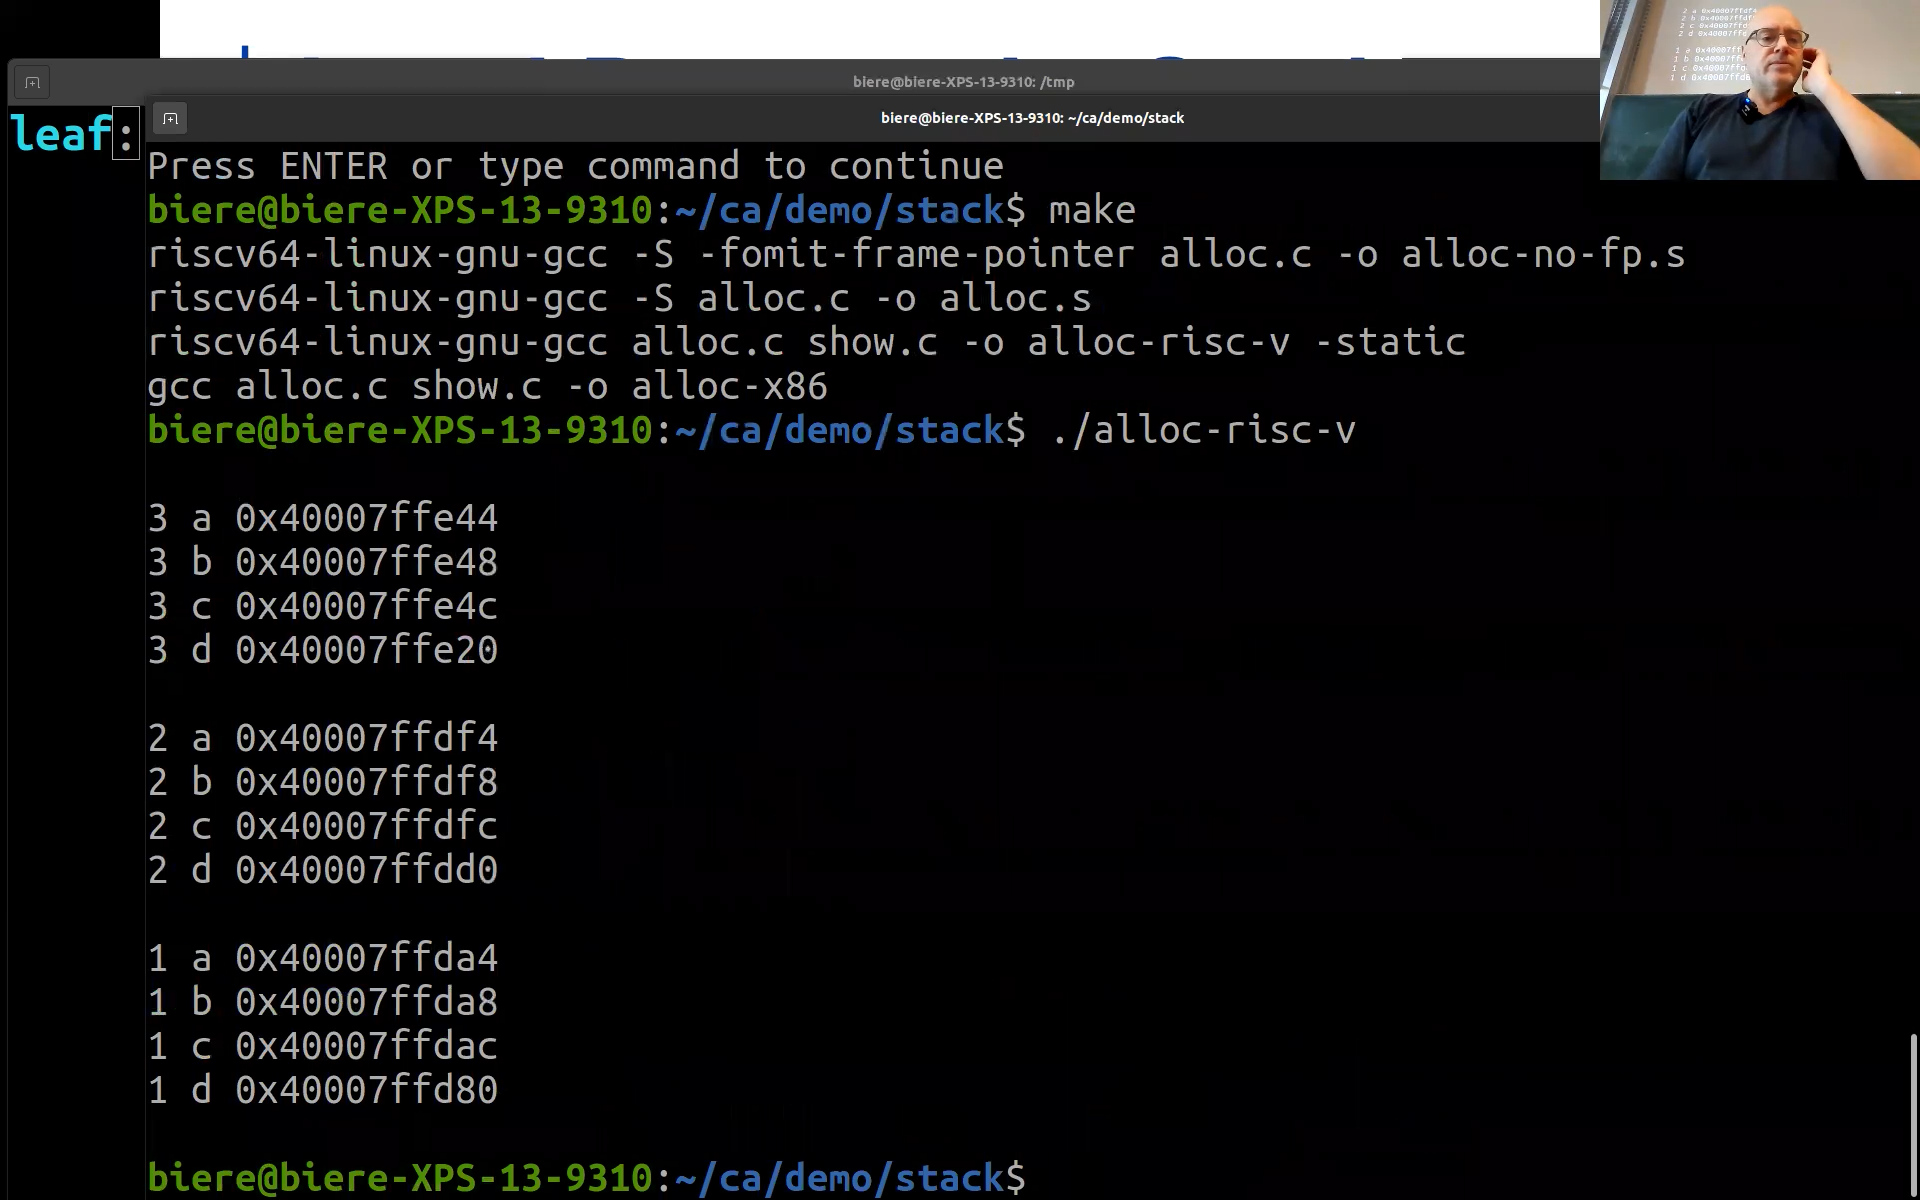 biere@biere-XPS-13-9310: /tmp
biere@biere-XPS-13-9310: ~/ca/demo/stack
leaf:
Press ENTER or type command to continue
biere@biere-XPS-13-9310:~/ca/demo/stack$ make
riscv64-linux-gnu-gcc -S -fomit-frame-pointer alloc.c -o alloc-no-fp.s
riscv64-linux-gnu-gcc -S alloc.c -o alloc.s
riscv64-linux-gnu-gcc alloc.c show.c -o alloc-risc-v -static
gcc alloc.c show.c -o alloc-x86
biere@biere-XPS-13-9310:~/ca/demo/stack$ ./alloc-risc-v
3 a 0x40007ffe44
3 b 0x40007ffe48
3 c 0x40007ffe4c
3 d 0x40007ffe20
2 a 0x40007ffdf4
2 b 0x40007ffdf8
2 c 0x40007ffdfc
2 d 0x40007ffdd0
1 a 0x40007ffda4
1 b 0x40007ffda8
1 c 0x40007ffdac
1 d 0x40007ffd80
biere@biere-XPS-13-9310:~/ca/demo/stack$